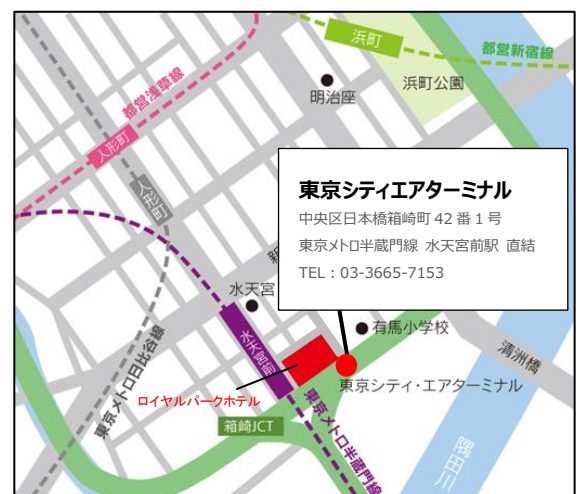 浜町
都営新宿線
浜町公園
明治座
都営浅草線
人形町
人形町
東京シティエアターミナル
中央区日本橋箱崎町 42 番 1 号
東京メトロ半蔵門線 水天宮前駅 直結
TEL：03-3665-7153
新
水天宮
水天宮前
有馬小学校
清洲橋
東京シティ・エアターミナル
ロイヤルパークホテル
東京メトロ日比谷線
箱崎JCT
東京メトロ半蔵門線
隅田川